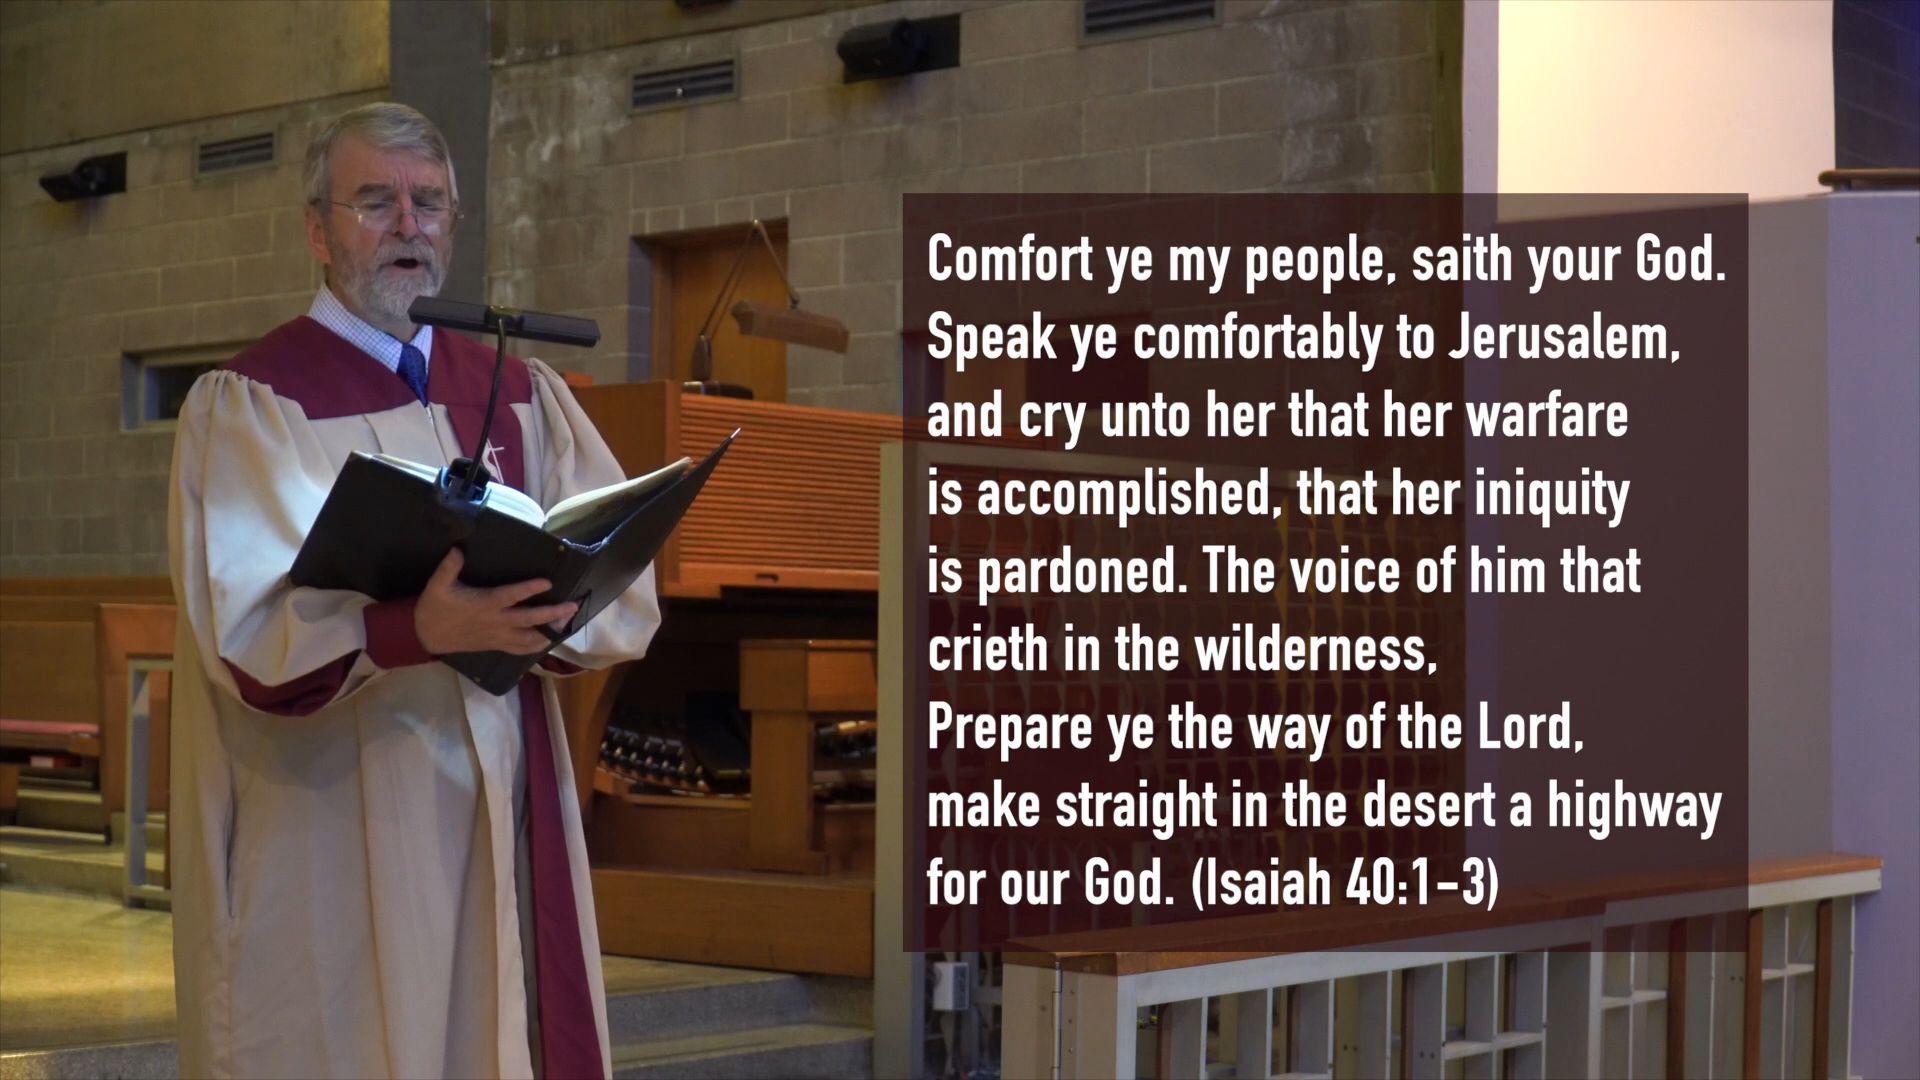 Comfort ye my people, saith your God.
Speak ye comfortably to Jerusalem,
and cry unto her that her warfare
is accomplished, that her iniquity
is pardoned. The voice of him that
crieth in the wilderness,
Prepare ye the way of the Lord,
make straight in the desert a highway
for our God. (Isaiah 40:1-3)